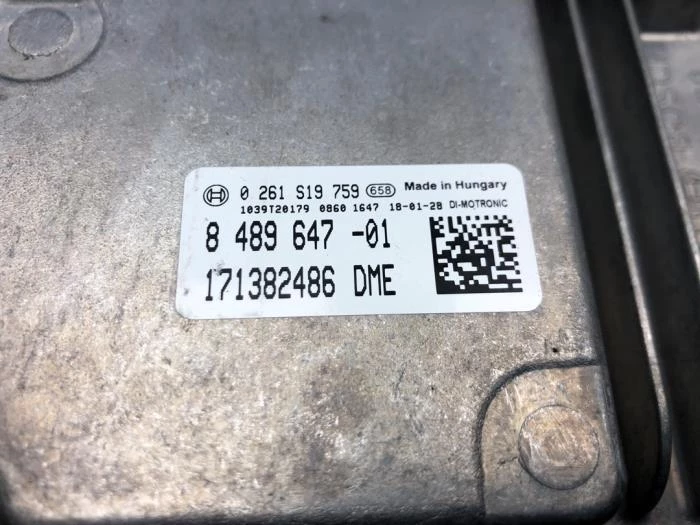 0 261 S19 759 658 Made in Hungary
1039T20179 0860 1647 18-01-28 DI-MOTRONIC
8 489 647 -01
171382486 DME